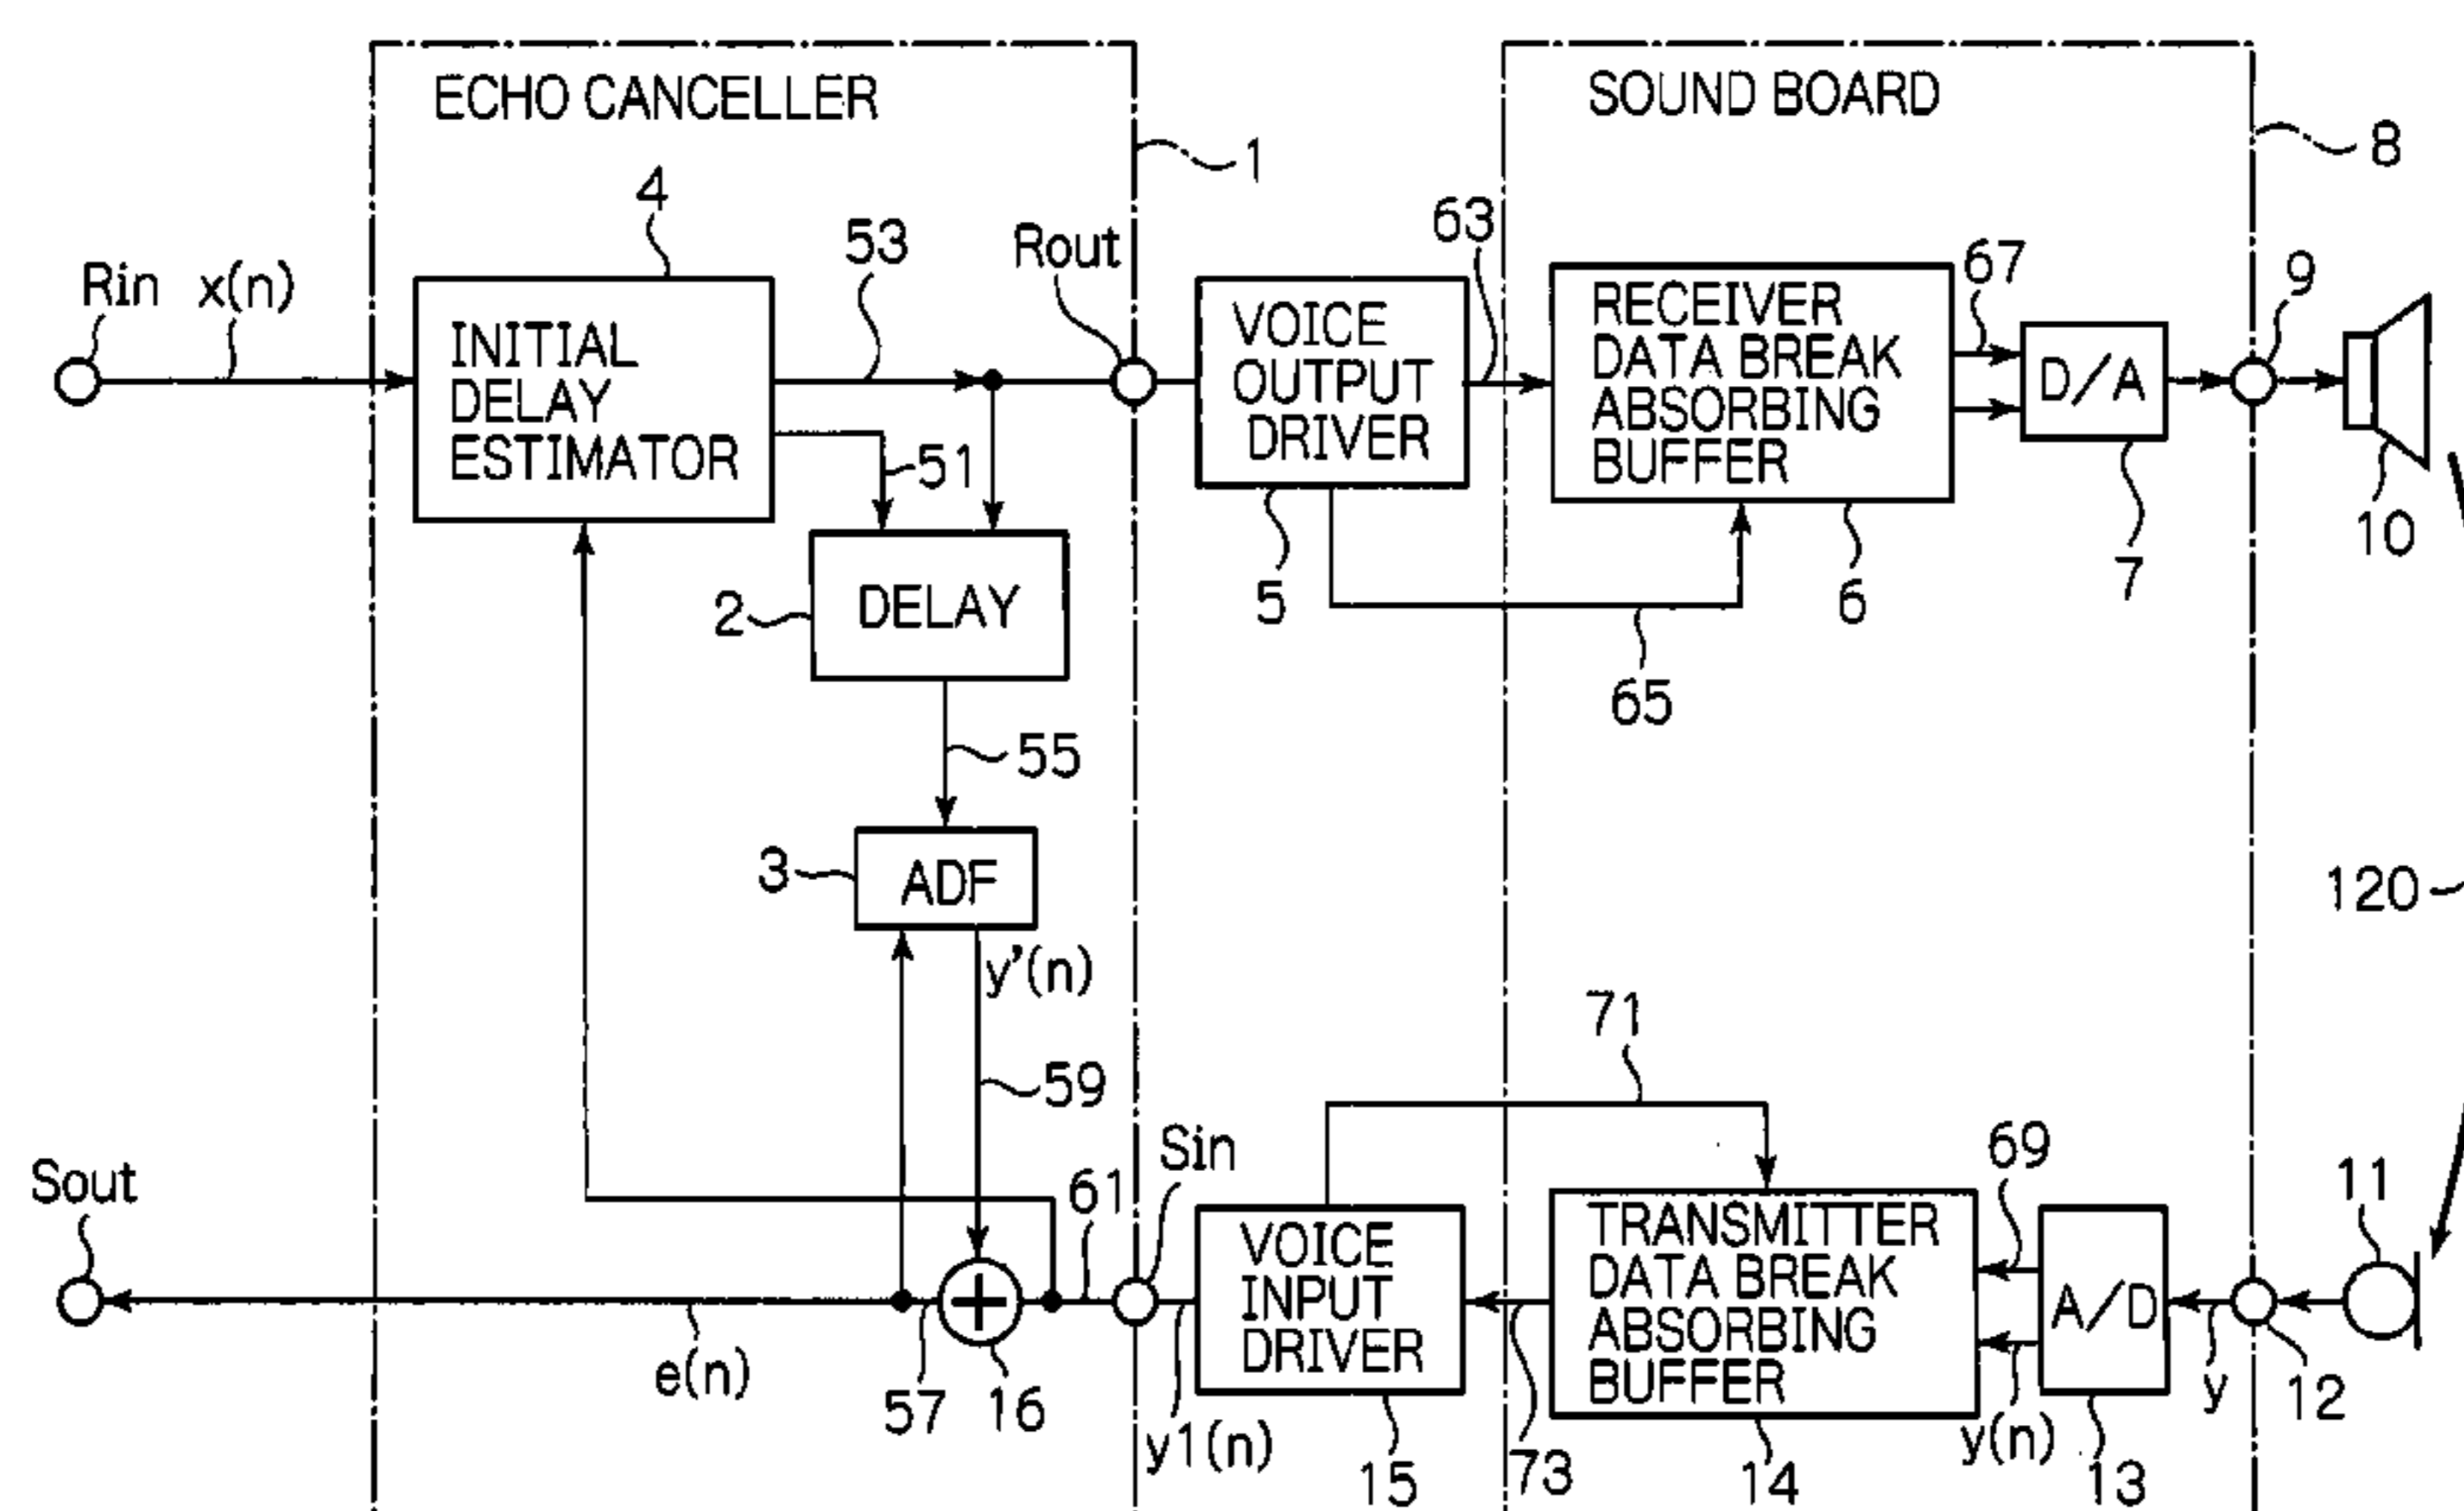 ECHO CANCELLER
SOUND BOARD
1
8
4
53
Rout
63
67
9
Rin
x(n)
INITIAL
DELAY
ESTIMATOR
VOICE
OUTPUT
DRIVER
RECEIVER
DATA BREAK
ABSORBING
BUFFER
D/A
51
10
5
6
7
2
DELAY
65
55
3
ADF
120
y'(n)
71
59
Sin
69
11
Sout
61
VOICE
INPUT
DRIVER
TRANSMITTER
DATA BREAK
ABSORBING
BUFFER
A/D
+
e(n)
57
16
y1(n)
15
73
14
y(n)
13
y
12